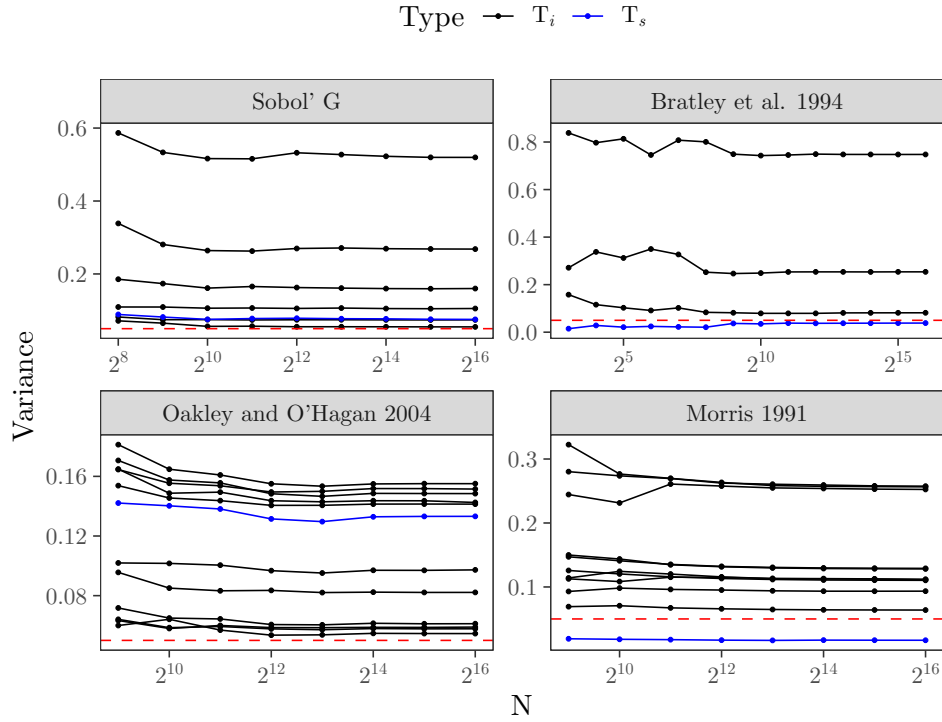 Type T_i T_s
Variance
Sobol' G
0.6
0.4
0.2
2^8 2^10 2^12 2^14 2^16
Bratley et al. 1994
0.8
0.6
0.4
0.2
0.0
2^5 2^10 2^15
Oakley and O'Hagan 2004
0.16
0.12
0.08
2^10 2^12 2^14 2^16
Morris 1991
0.3
0.2
0.1
2^10 2^12 2^14 2^16
N